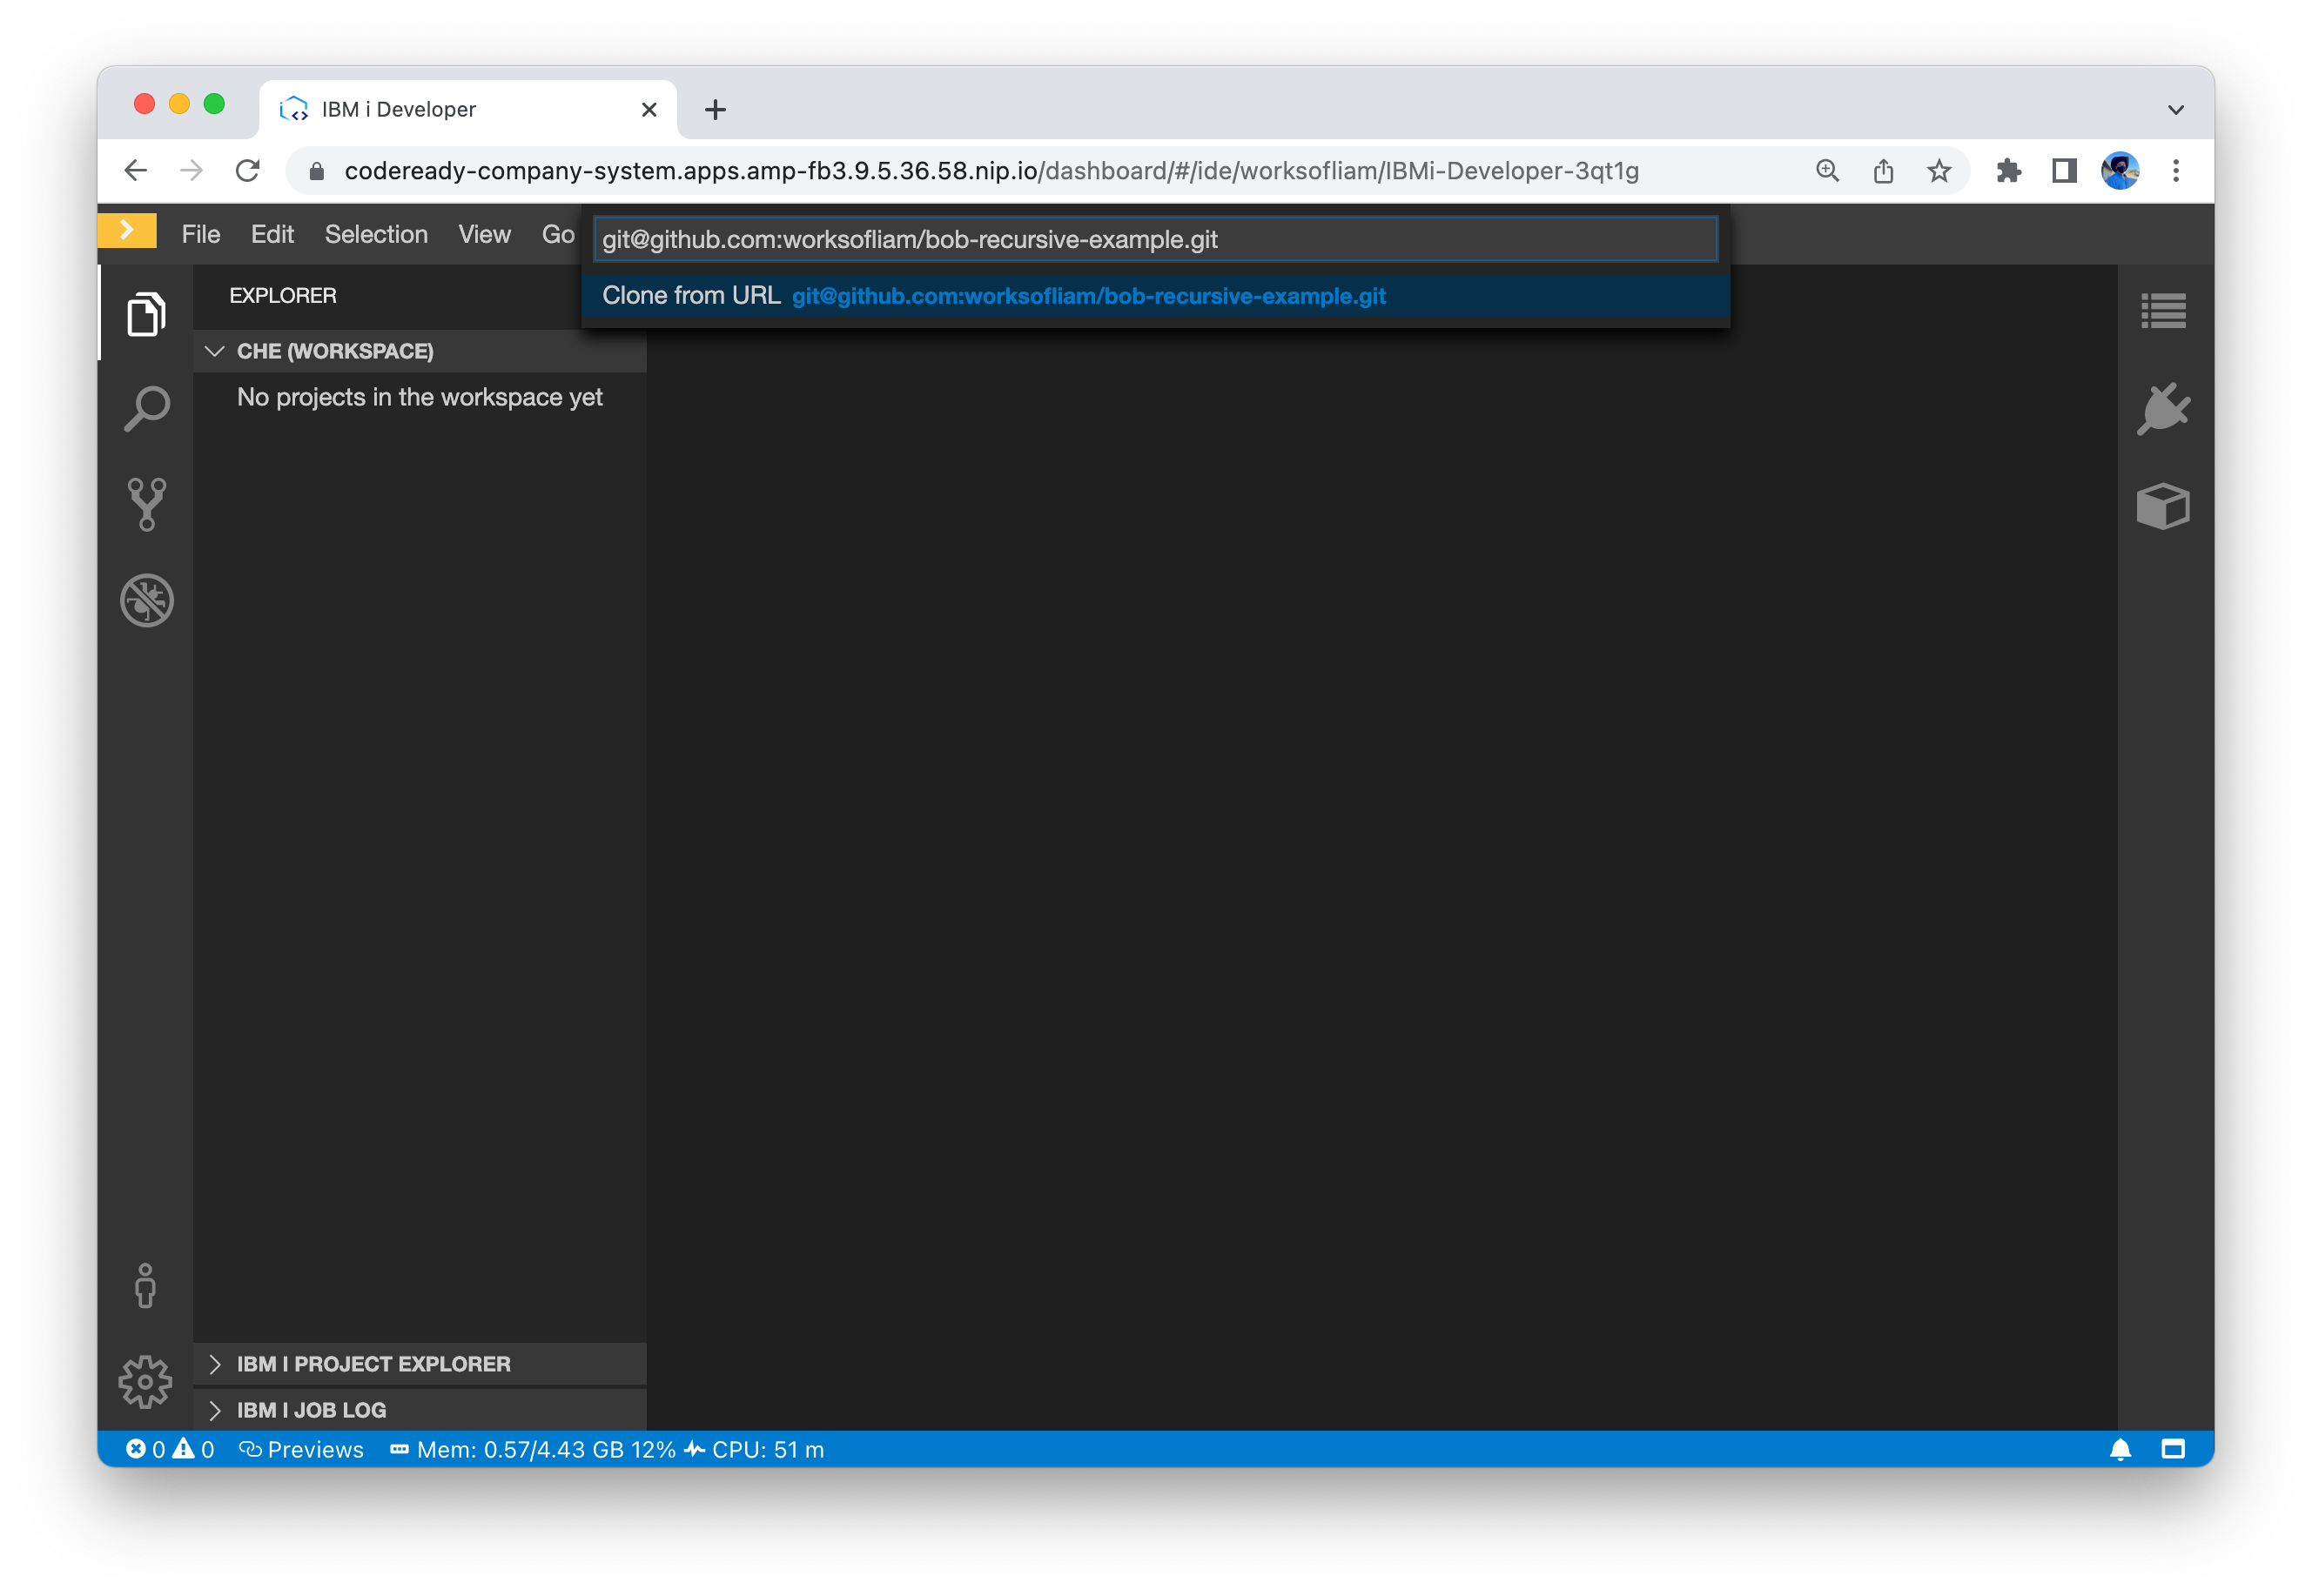 IBM i Developer
codeready-company-system.apps.amp-fb3.9.5.36.58.nip.io/dashboard/#/ide/worksofliam/IBMi-Developer-3qt1g
File Edit Selection View Go
git@github.com:worksofliam/bob-recursive-example.git
Clone from URL git@github.com:worksofliam/bob-recursive-example.git
EXPLORER
CHE (WORKSPACE)
No projects in the workspace yet
IBM I PROJECT EXPLORER
IBM I JOB LOG
0 0 Previews Mem: 0.57/4.43 GB 12% CPU: 51 m